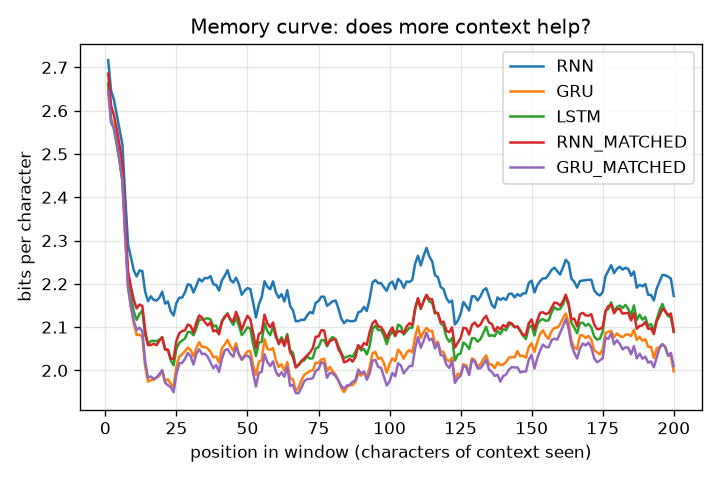 Memory curve: does more context help?
RNN
GRU
LSTM
RNN_MATCHED
GRU_MATCHED
bits per character
2.7
2.6
2.5
2.4
2.3
2.2
2.1
2.0
0 25 50 75 100 125 150 175 200
position in window (characters of context seen)